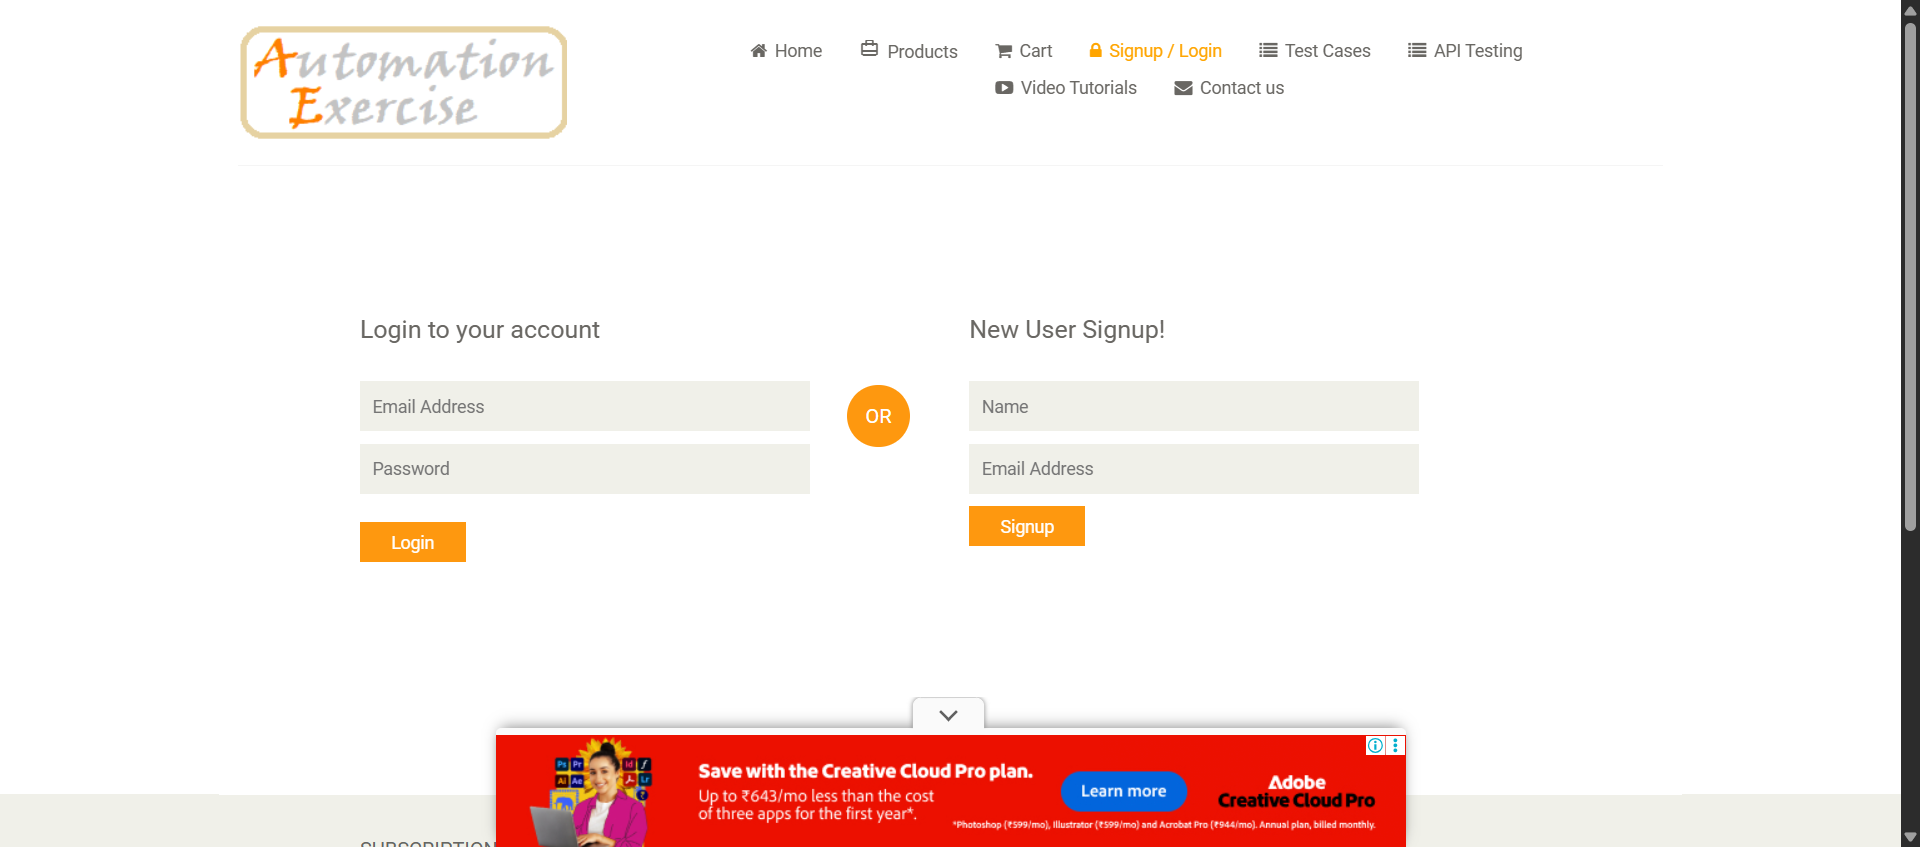 Automation
Exercise
Home
Products
Cart
Signup / Login
Test Cases
API Testing
Video Tutorials
Contact us
Login to your account
Email Address
Password
Login
OR
New User Signup!
Name
Email Address
Signup
Ps Pr Id
Ai Ae Lr
Save with the Creative Cloud Pro plan.
Up to ₹643/mo less than the cost
of three apps for the first year*.
Learn more
Adobe
Creative Cloud Pro
*Photoshop (₹599/mo), Illustrator (₹599/mo) and Acrobat Pro (₹944/mo). Annual plan, billed monthly.
SUBSCRIPTION